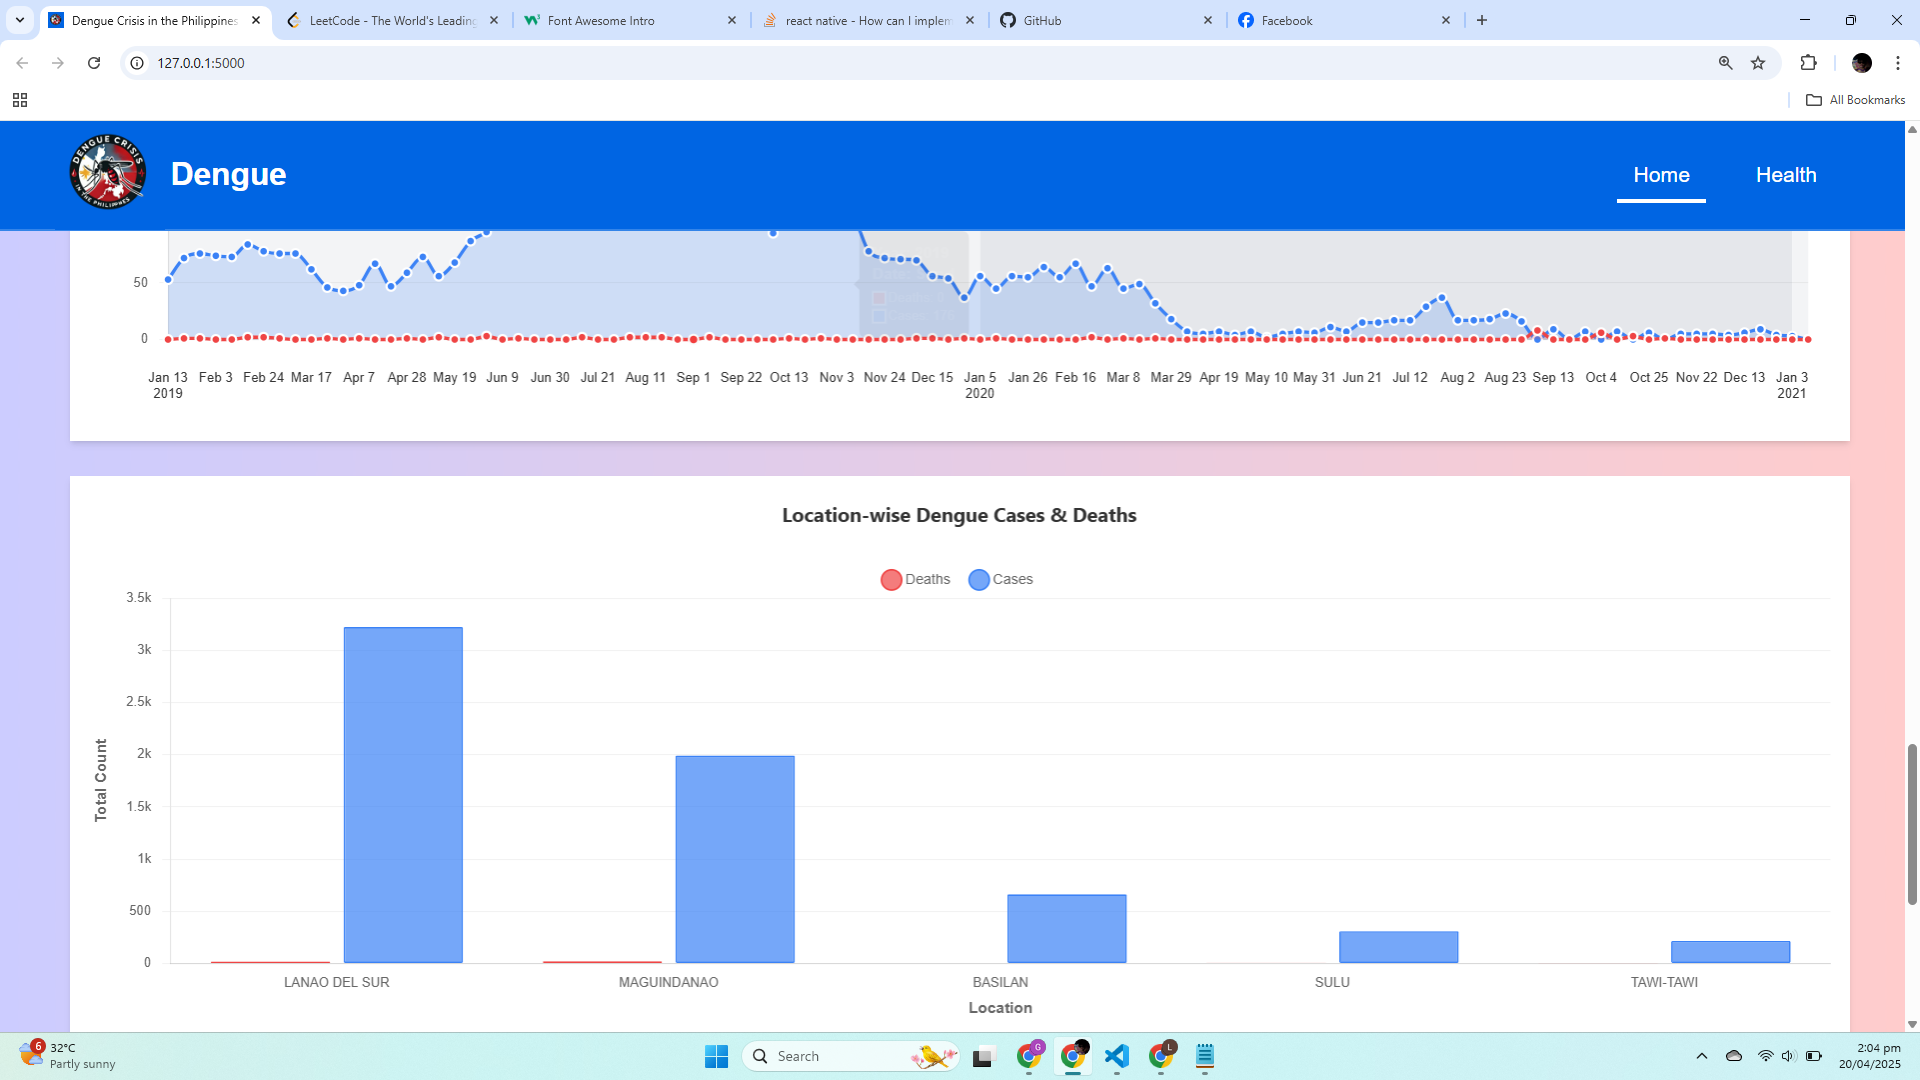 Dengue Crisis in the Philippines
LeetCode - The World's Leading
Font Awesome Intro
react native - How can I implem
GitHub
Facebook
127.0.0.1:5000
All Bookmarks
DENGUE CRISIS
IN THE PHILIPPINES
Dengue
Home
Health
50
0
Jan 13 Feb 3 Feb 24 Mar 17 Apr 7 Apr 28 May 19 Jun 9 Jun 30 Jul 21 Aug 11 Sep 1 Sep 22 Oct 13 Nov 3 Nov 24 Dec 15 Jan 5 Jan 26 Feb 16 Mar 8 Mar 29 Apr 19 May 10 May 31 Jun 21 Jul 12 Aug 2 Aug 23 Sep 13 Oct 4 Oct 25 Nov 22 Dec 13 Jan 3
2019 2020 2021
Location-wise Dengue Cases & Deaths
Deaths Cases
3.5k
3k
2.5k
2k
1.5k
1k
500
0
Total Count
LANAO DEL SUR MAGUINDANAO BASILAN SULU TAWI-TAWI
Location
6
32°C
Partly sunny
Search
G
L
2:04 pm
20/04/2025